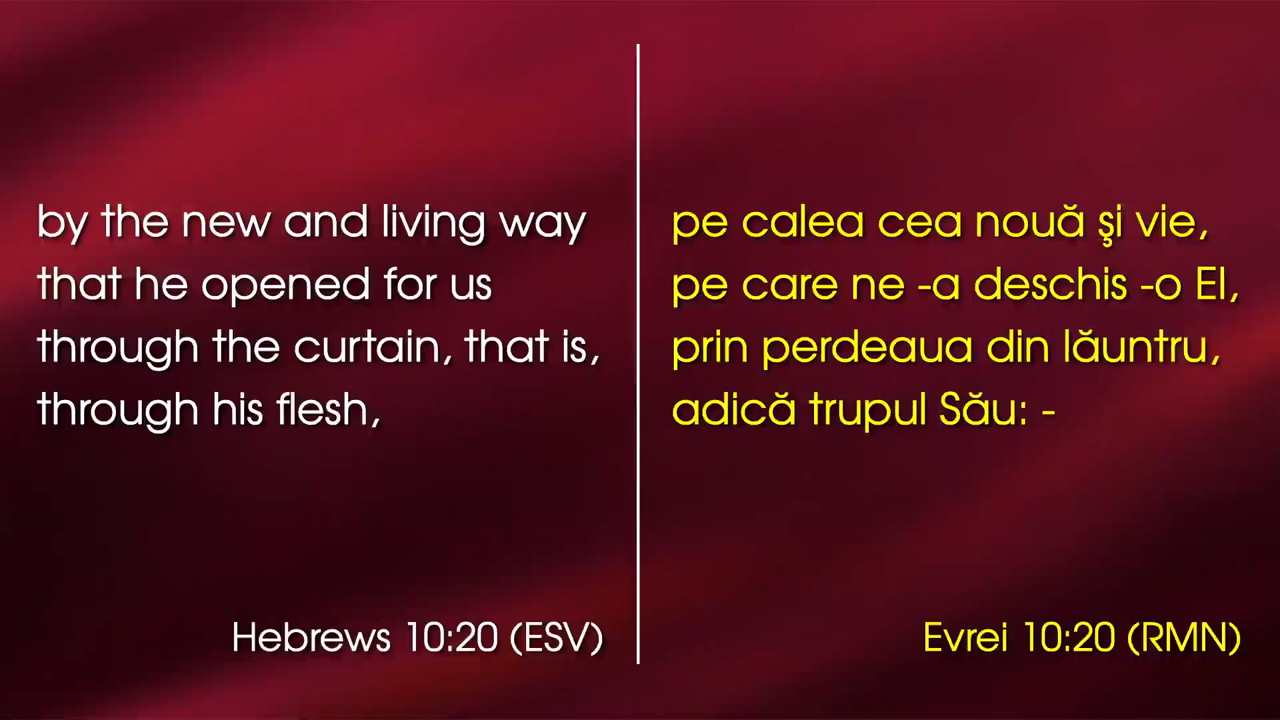 by the new and living way
that he opened for us
through the curtain, that is,
through his flesh,
Hebrews 10:20 (ESV)
pe calea cea nouă şi vie,
pe care ne -a deschis -o El,
prin perdeaua din lăuntru,
adică trupul Său: -
Evrei 10:20 (RMN)